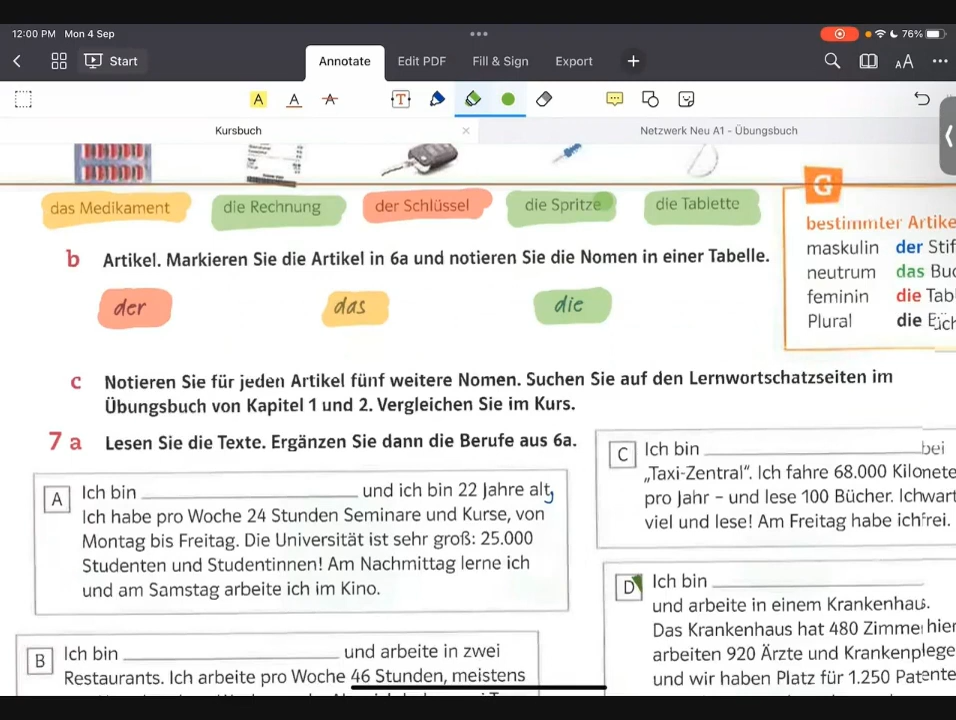 12:00 PM Mon 4 Sep
76%
Start
Annotate
Edit PDF
Fill & Sign
Export
Kursbuch
Netzwerk Neu A1 - Übungsbuch
das Medikament
die Rechnung
der Schlüssel
die Spritze
die Tablette
G
bestimmter Artike
maskulin der Stif
neutrum das Buc
feminin die Tab
Plural die
b Artikel. Markieren Sie die Artikel in 6a und notieren Sie die Nomen in einer Tabelle.
der
das
die
c Notieren Sie für jeden Artikel fünf weitere Nomen. Suchen Sie auf den Lernwortschatzseiten im
Übungsbuch von Kapitel 1 und 2. Vergleichen Sie im Kurs.
7 a Lesen Sie die Texte. Ergänzen Sie dann die Berufe aus 6a.
A Ich bin ____ und ich bin 22 Jahre alt,
Ich habe pro Woche 24 Stunden Seminare und Kurse, von
Montag bis Freitag. Die Universität ist sehr groß: 25.000
Studenten und Studentinnen! Am Nachmittag lerne ich
und am Samstag arbeite ich im Kino.
B Ich bin ____ und arbeite in zwei
Restaurants. Ich arbeite pro Woche 46 Stunden, meistens
C Ich bin ____ bei
„Taxi-Zentral“. Ich fahre 68.000
pro Jahr – und lese 100 Bücher.
viel und lese! Am Freitag habe ich frei.
D Ich bin ____
und arbeite in einem Krankenhaus.
Das Krankenhaus hat 480 hier
arbeiten 920 Ärzte und
und wir haben Platz für 1.250